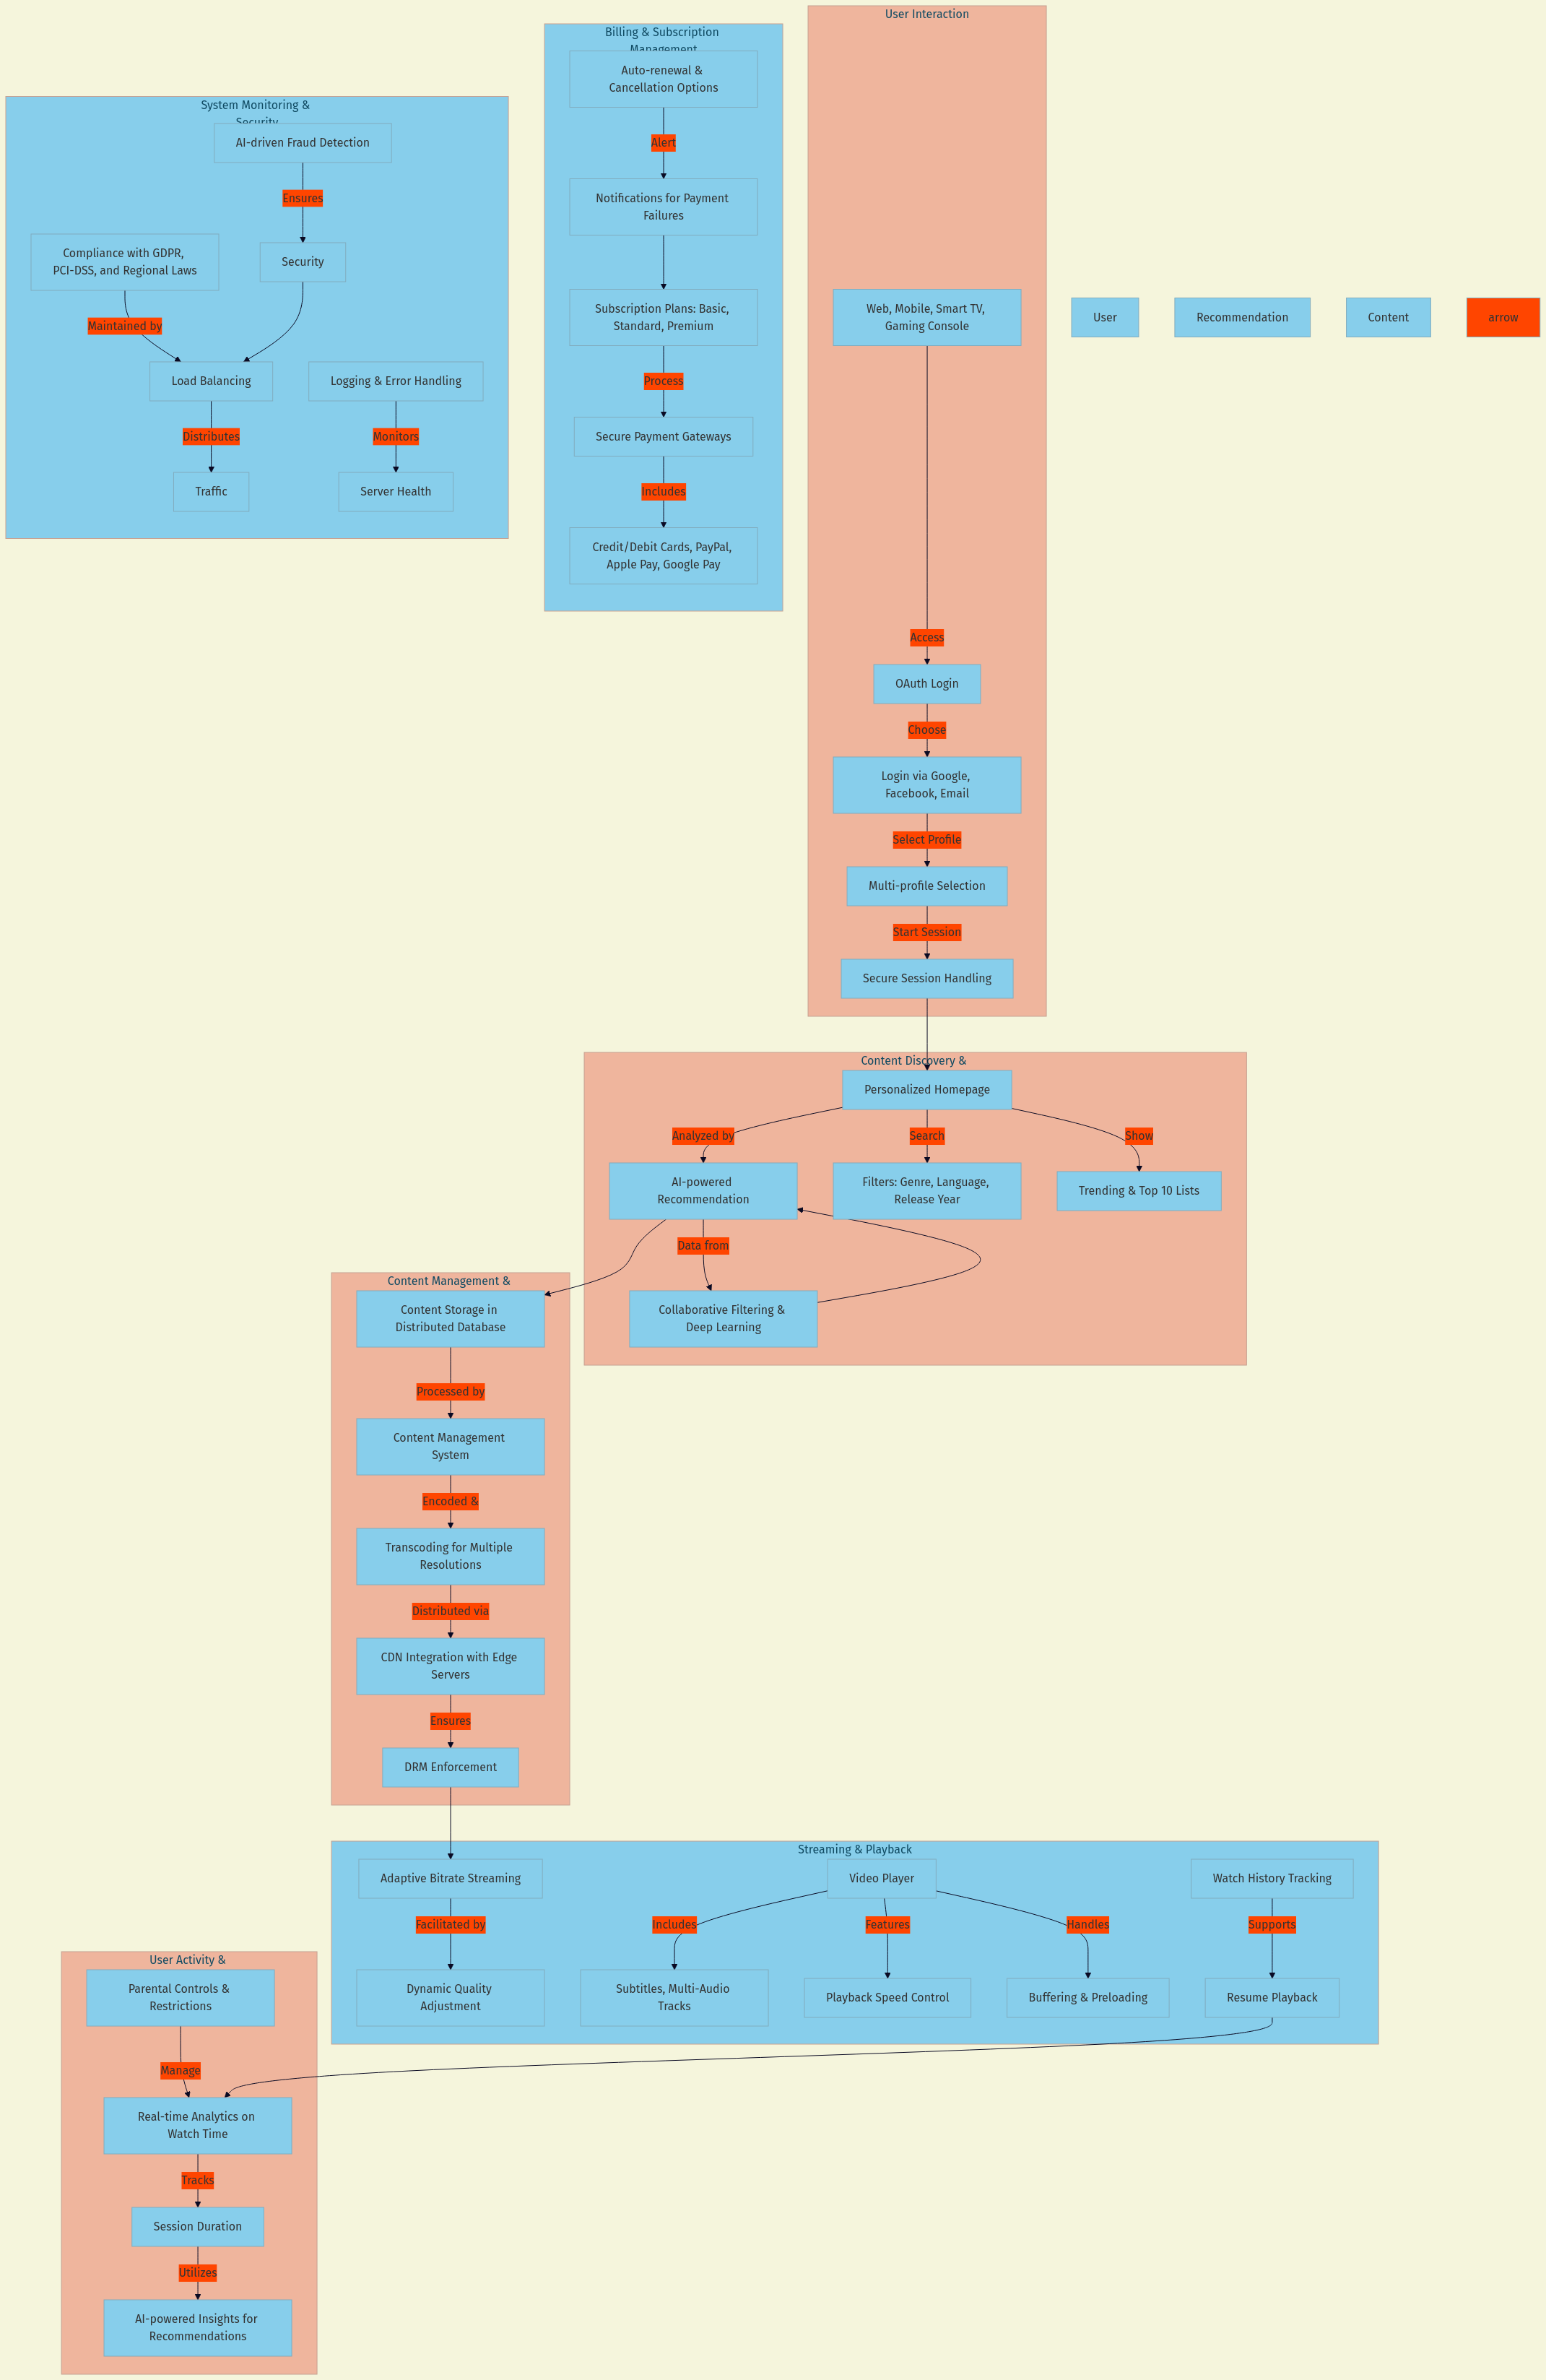 User Interaction
Billing & Subscription
Management
Auto-renewal &
Cancellation Options
Alert
Notifications for Payment
Failures
Subscription Plans: Basic,
Standard, Premium
Process
Secure Payment Gateways
Includes
Credit/Debit Cards, PayPal,
Apple Pay, Google Pay
System Monitoring &
Security
AI-driven Fraud Detection
Ensures
Compliance with GDPR,
PCI-DSS, and Regional Laws
Security
Maintained by
Load Balancing
Logging & Error Handling
Distributes
Monitors
Traffic
Server Health
Web, Mobile, Smart TV,
Gaming Console
User
Recommendation
Content
arrow
Access
OAuth Login
Choose
Login via Google,
Facebook, Email
Select Profile
Multi-profile Selection
Start Session
Secure Session Handling
Content Discovery &
Personalized Homepage
Analyzed by
Search
Show
AI-powered
Recommendation
Filters: Genre, Language,
Release Year
Trending & Top 10 Lists
Data from
Collaborative Filtering &
Deep Learning
Content Management &
Content Storage in
Distributed Database
Processed by
Content Management
System
Encoded &
Transcoding for Multiple
Resolutions
Distributed via
CDN Integration with Edge
Servers
Ensures
DRM Enforcement
Streaming & Playback
Adaptive Bitrate Streaming
Video Player
Watch History Tracking
Facilitated by
Includes
Features
Handles
Supports
Dynamic Quality
Adjustment
Subtitles, Multi-Audio
Tracks
Playback Speed Control
Buffering & Preloading
Resume Playback
User Activity &
Parental Controls &
Restrictions
Manage
Real-time Analytics on
Watch Time
Tracks
Session Duration
Utilizes
AI-powered Insights for
Recommendations